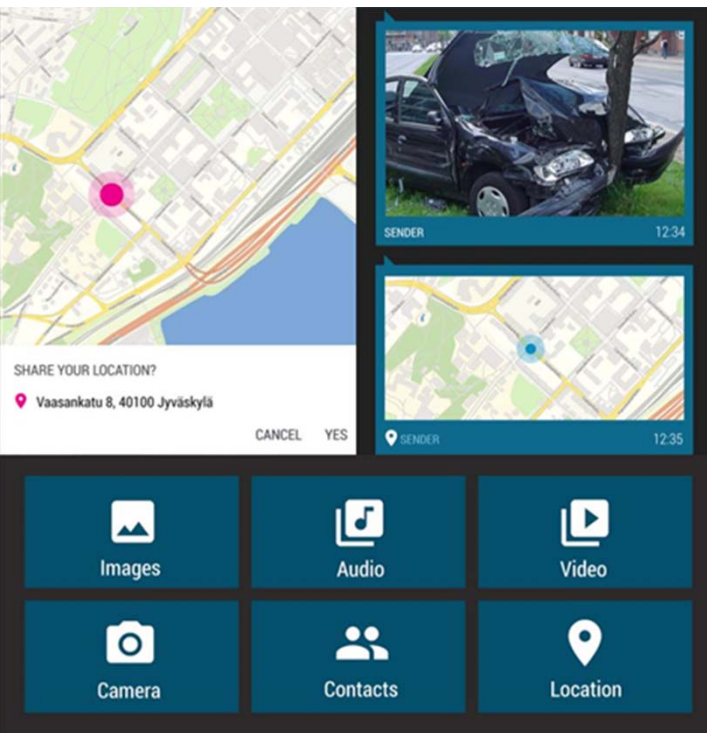 SHARE YOUR LOCATION?
Vaasankatu 8, 40100 Jyväskylä
CANCEL YES
SENDER 12:34
SENDER 12:35
Images Audio Video
Camera Contacts Location